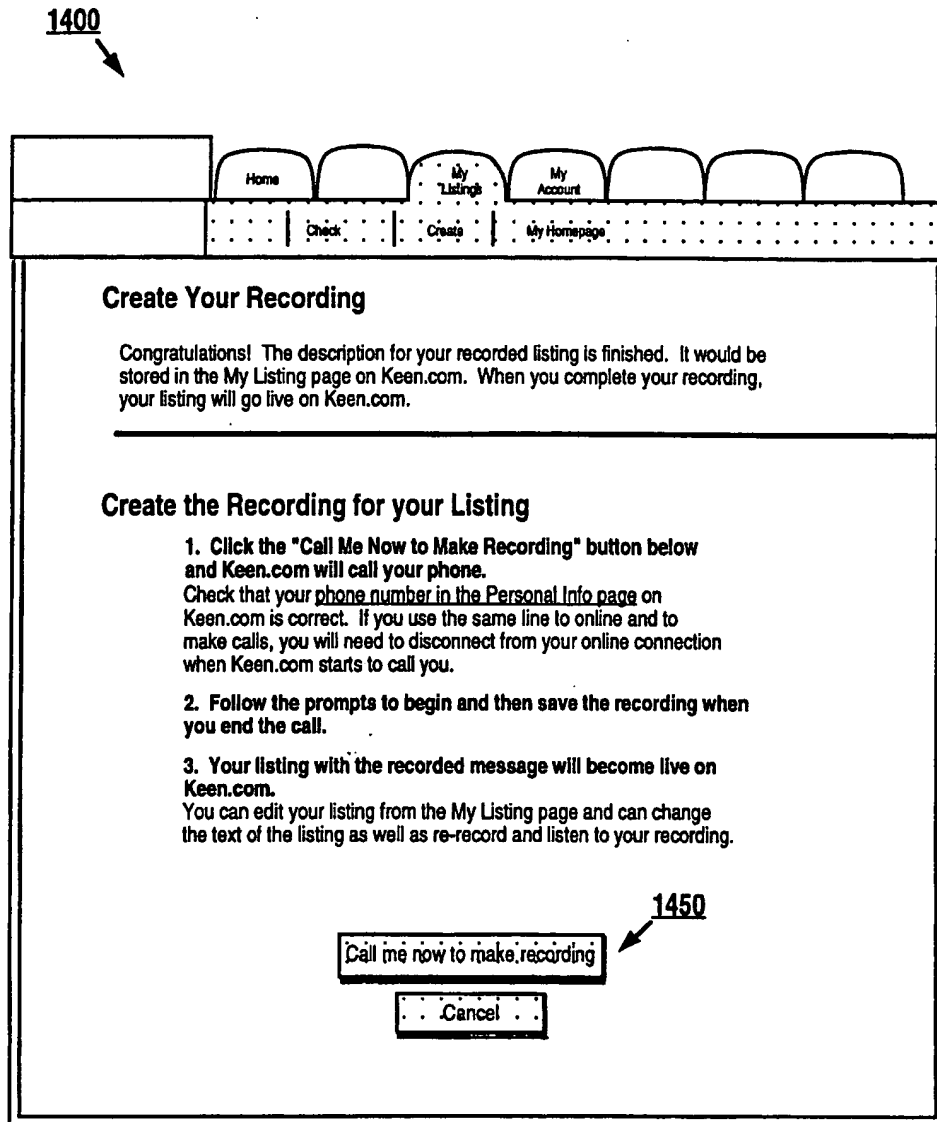 1400
Home
My
Listings
My
Account
Check
Create
My Homepage
Create Your Recording
Congratulations! The description for your recorded listing is finished. It would be
stored in the My Listing page on Keen.com. When you complete your recording,
your listing will go live on Keen.com.
Create the Recording for your Listing
1. Click the "Call Me Now to Make Recording" button below
and Keen.com will call your phone.
Check that your phone number in the Personal Info page on
Keen.com is correct. If you use the same line to online and to
make calls, you will need to disconnect from your online connection
when Keen.com starts to call you.
2. Follow the prompts to begin and then save the recording when
you end the call.
3. Your listing with the recorded message will become live on
Keen.com.
You can edit your listing from the My Listing page and can change
the text of the listing as well as re-record and listen to your recording.
1450
Call me now to make recording
Cancel